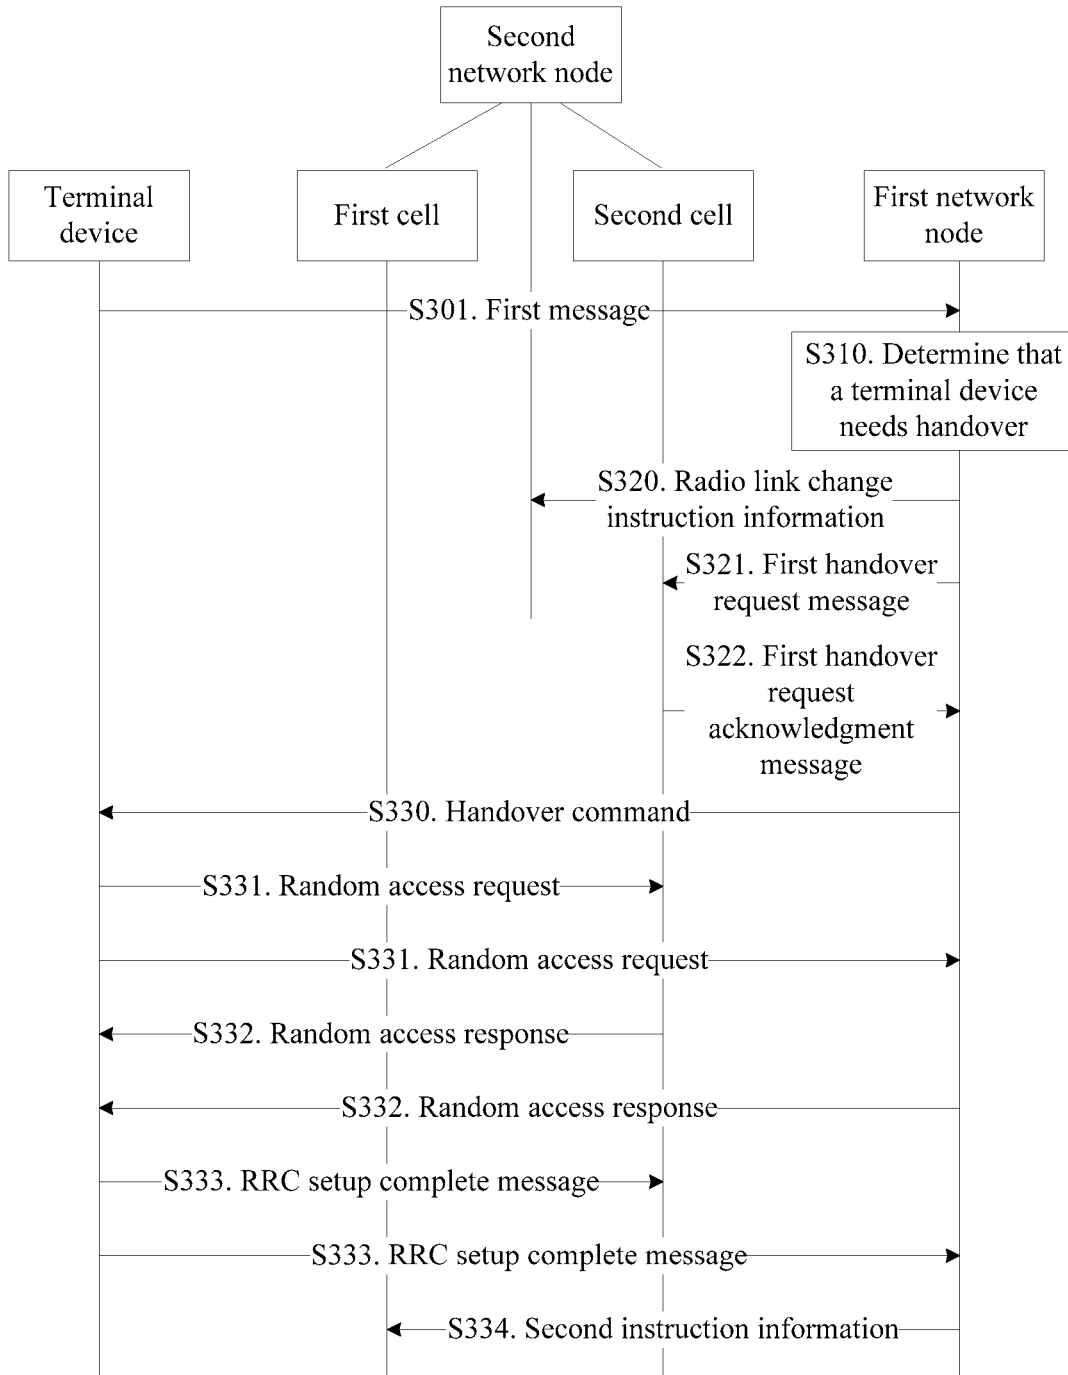 Second
network node
Terminal
device
First cell
Second cell
First network
node
S301. First message
S310. Determine that
a terminal device
needs handover
S320. Radio link change
instruction information
S321. First handover
request message
S322. First handover
request
acknowledgment
message
S330. Handover command
S331. Random access request
S331. Random access request
S332. Random access response
S332. Random access response
S333. RRC setup complete message
S333. RRC setup complete message
S334. Second instruction information